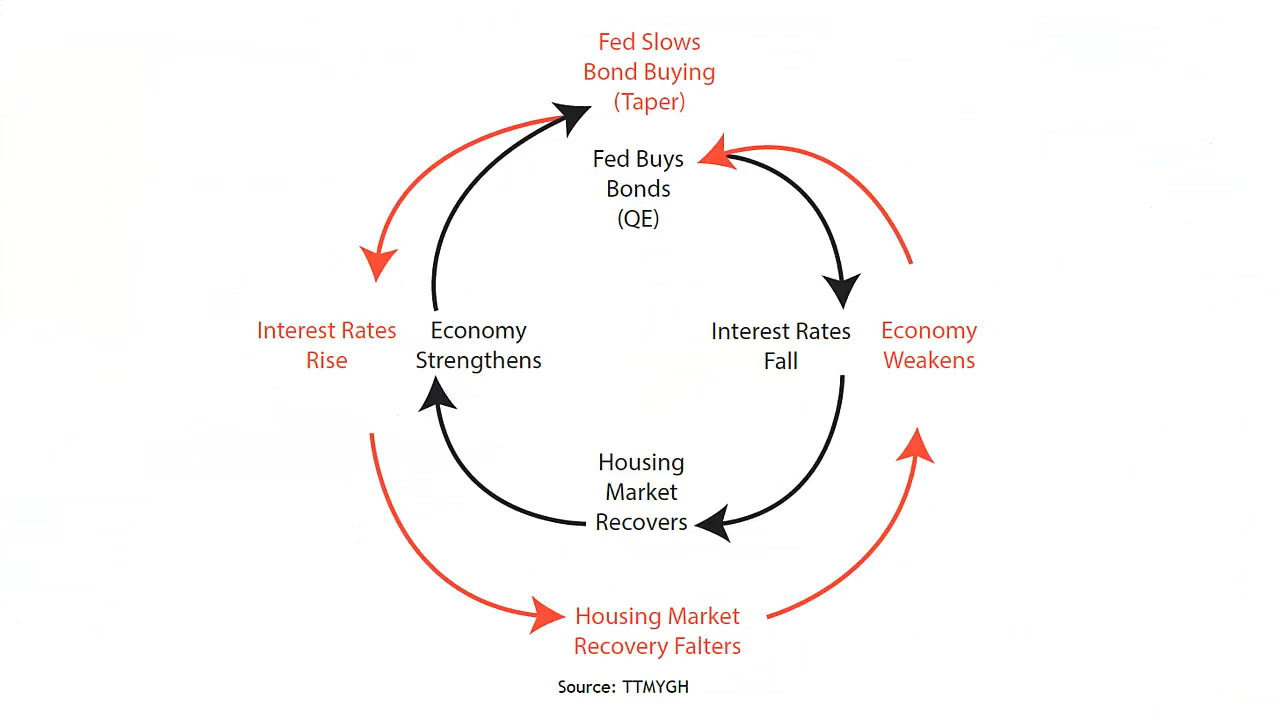 Fed Slows
Bond Buying
(Taper)
Fed Buys
Bonds
(QE)
Interest Rates
Rise
Economy
Strengthens
Interest Rates
Fall
Economy
Weakens
Housing
Market
Recovers
Housing Market
Recovery Falters
Source: TTMYGH